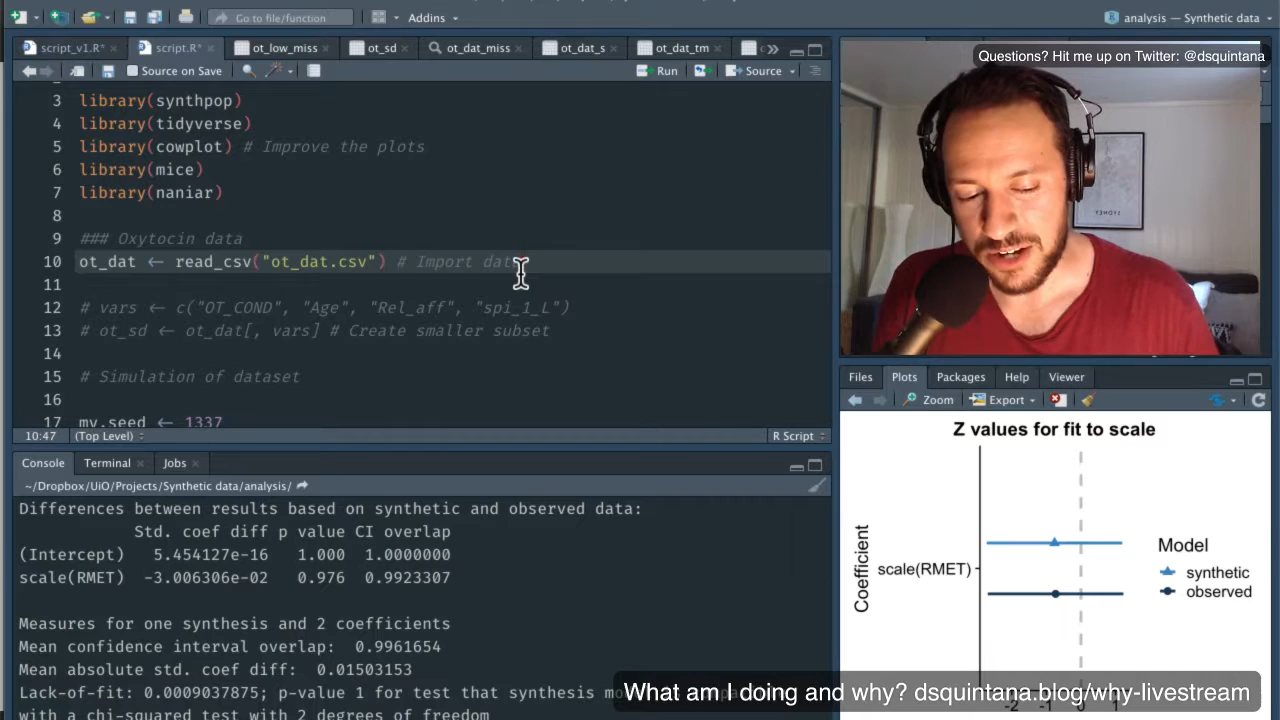 Go to file/function
Addins
analysis — Synthetic data
script_v1.R*
script.R*
ot_low_miss
ot_sd
ot_dat_miss
ot_dat_s
ot_dat_tm
Questions? Hit me up on Twitter: @dsquintana
Source on Save
Run
Source
3 library(synthpop)
4 library(tidyverse)
5 library(cowplot) # Improve the plots
6 library(mice)
7 library(naniar)
8
9 ### Oxytocin data
10 ot_dat ← read_csv("ot_dat.csv") # Import dat
11
12 # vars ← c("OT_COND", "Age", "Rel_aff", "spi_1_L")
13 # ot_sd ← ot_dat[, vars] # Create smaller subset
14
15 # Simulation of dataset
16
17 my.seed ← 1337
10:47 (Top Level)
R Script
SYDNEY
Files Plots Packages Help Viewer
Zoom Export
Z values for fit to scale
Coefficient
scale(RMET)
Model
synthetic
observed
-2 -1 0 1
Console Terminal Jobs
~/Dropbox/UiO/Projects/Synthetic data/analysis/
Differences between results based on synthetic and observed data:
Std. coef diff p value CI overlap
(Intercept) 5.454127e-16 1.000 1.0000000
scale(RMET) -3.006306e-02 0.976 0.9923307
Measures for one synthesis and 2 coefficients
Mean confidence interval overlap: 0.9961654
Mean absolute std. coef diff: 0.01503153
Lack-of-fit: 0.0009037875; p-value 1 for test that synthesis mo
with a chi-squared test with 2 degrees of freedom
What am I doing and why? dsquintana.blog/why-livestream